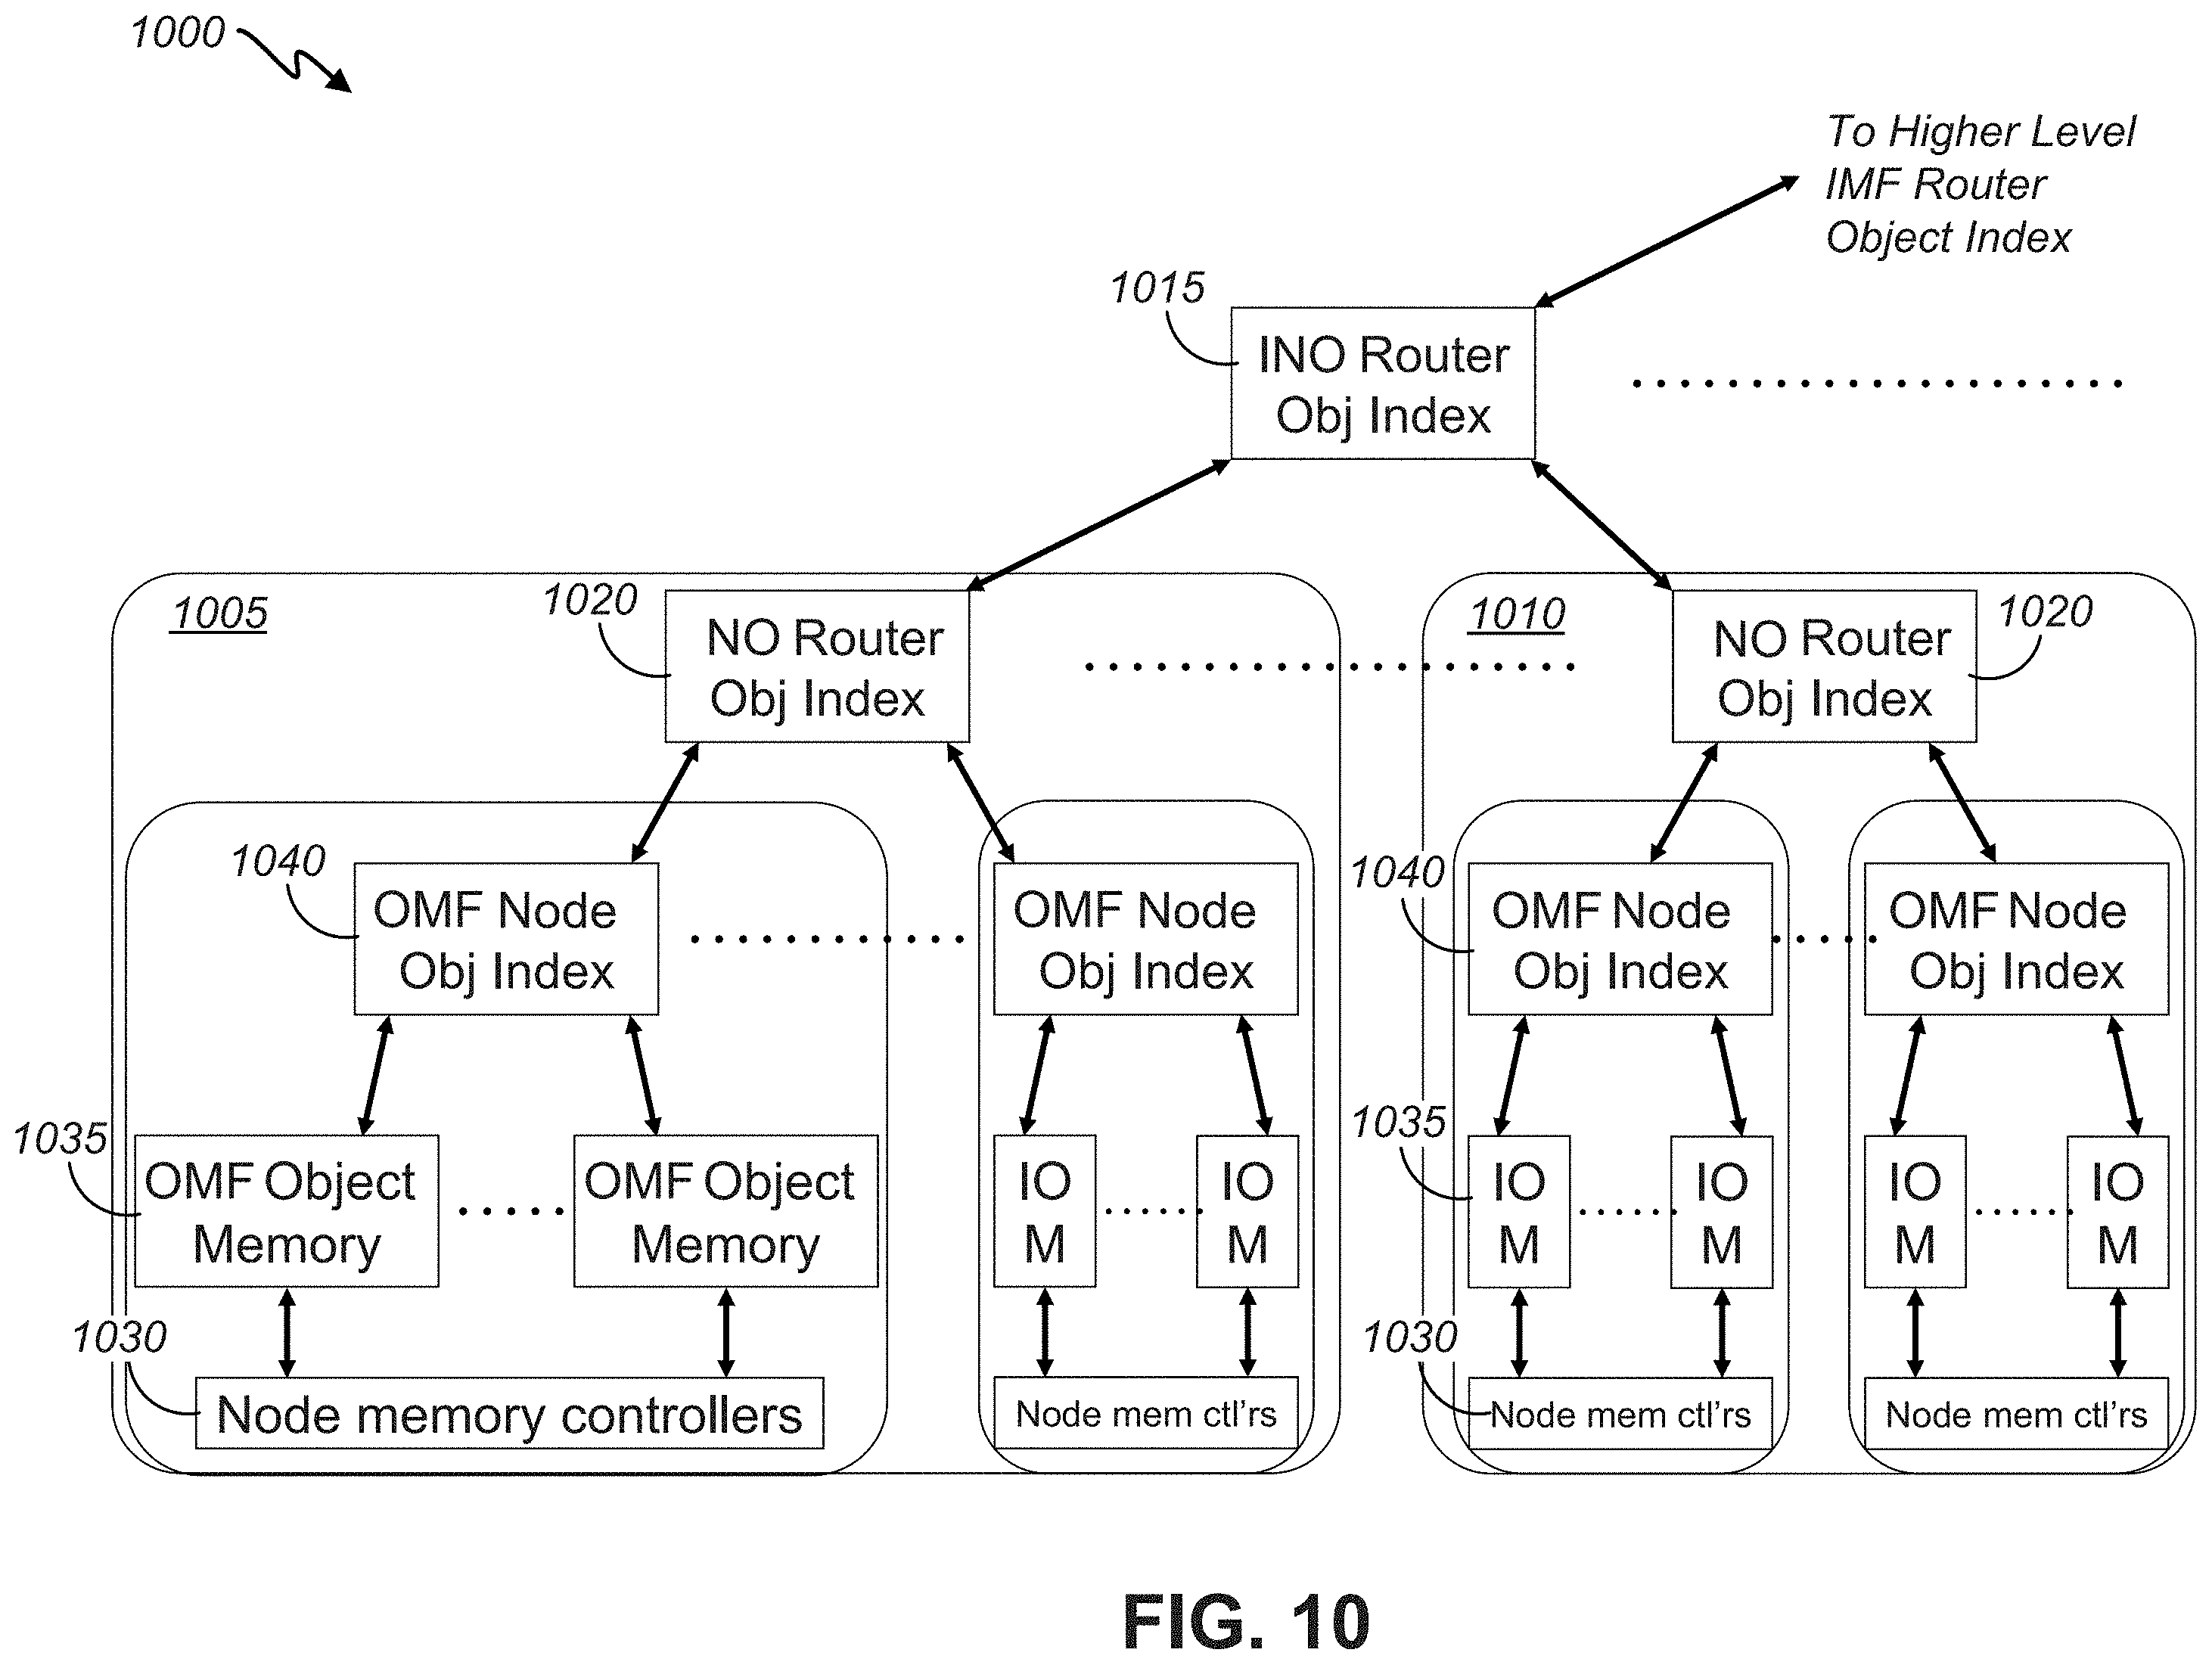 1000
To Higher Level
IMF Router
Object Index
1015
INO Router
Obj Index
1005
1020
NO Router
Obj Index
1010
NO Router
Obj Index
1020
1040
OMF Node
Obj Index
OMF Node
Obj Index
1040
OMF Node
Obj Index
OMF Node
Obj Index
1035
OMF Object
Memory
OMF Object
Memory
IO
M
IO
M
1035
IO
M
IO
M
IO
M
IO
M
1030
Node memory controllers
Node mem ctl’rs
1030
Node mem ctl’rs
Node mem ctl’rs
FIG. 10